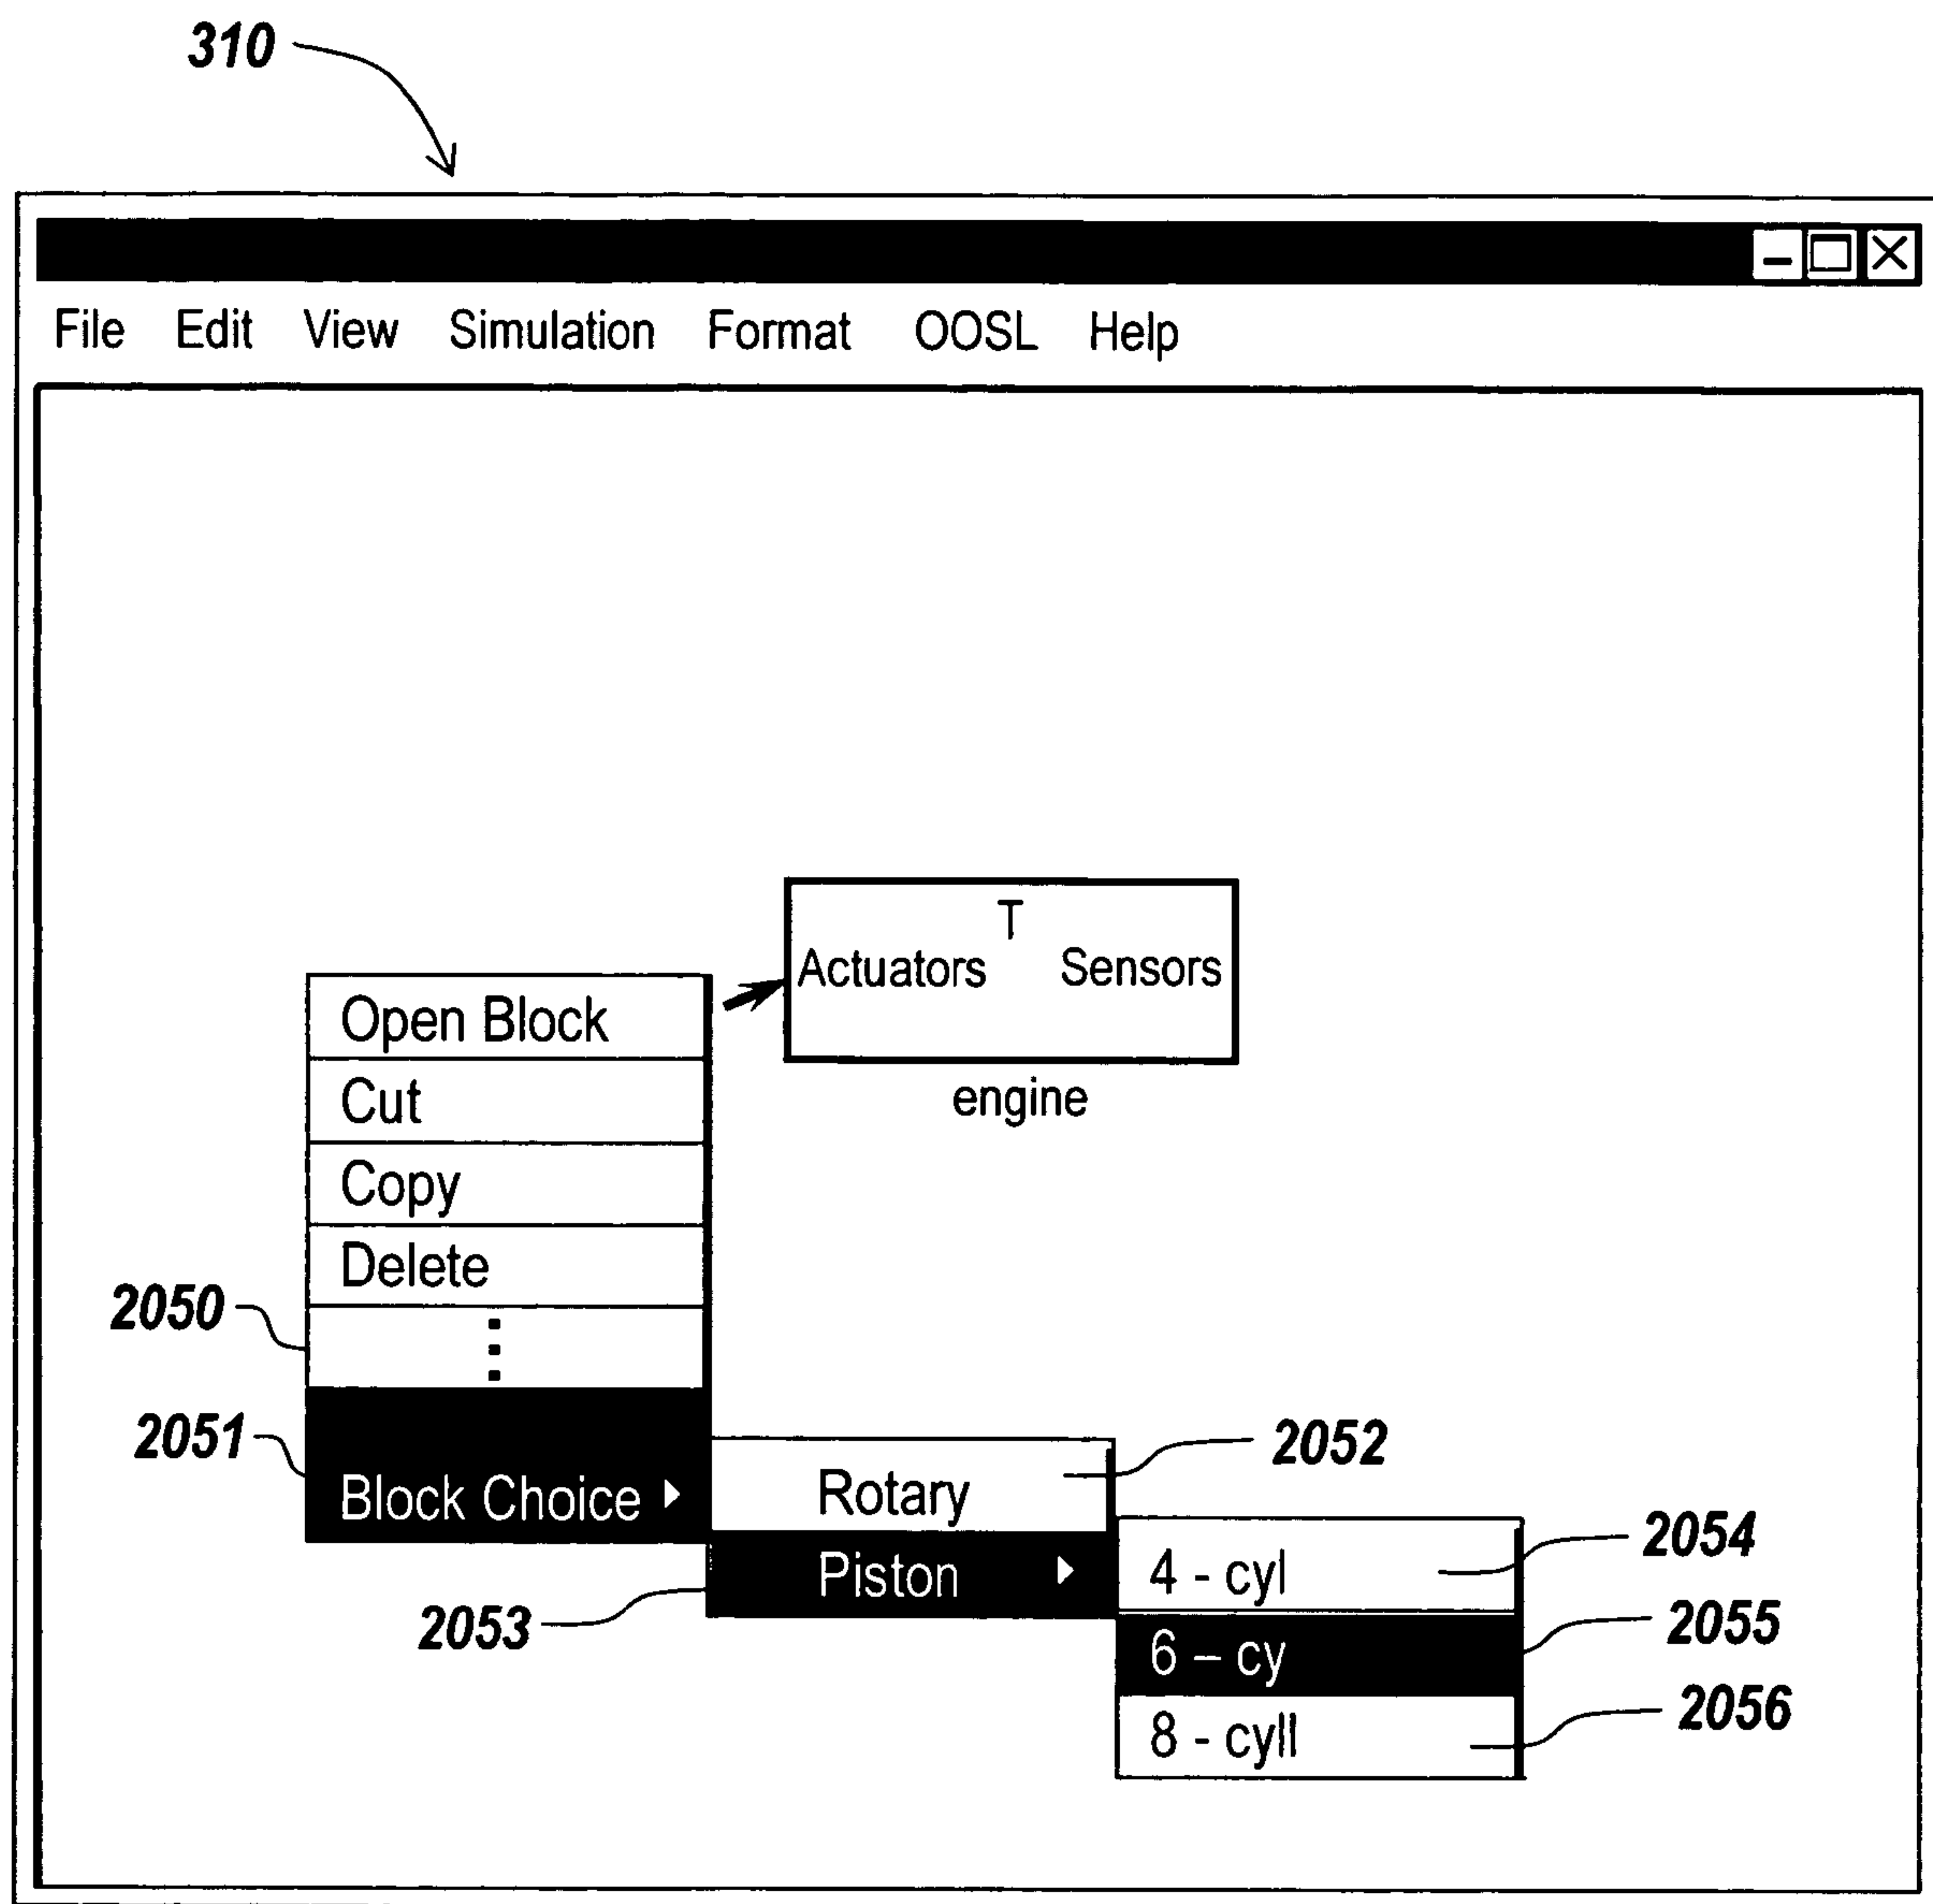 310
File Edit View Simulation Format OOSL Help
T
Actuators Sensors
engine
Open Block
Cut
Copy
Delete
2050
2051
Block Choice
Rotary
2052
Piston
2053
4 - cyl
2054
6 – cy
2055
8 - cyll
2056